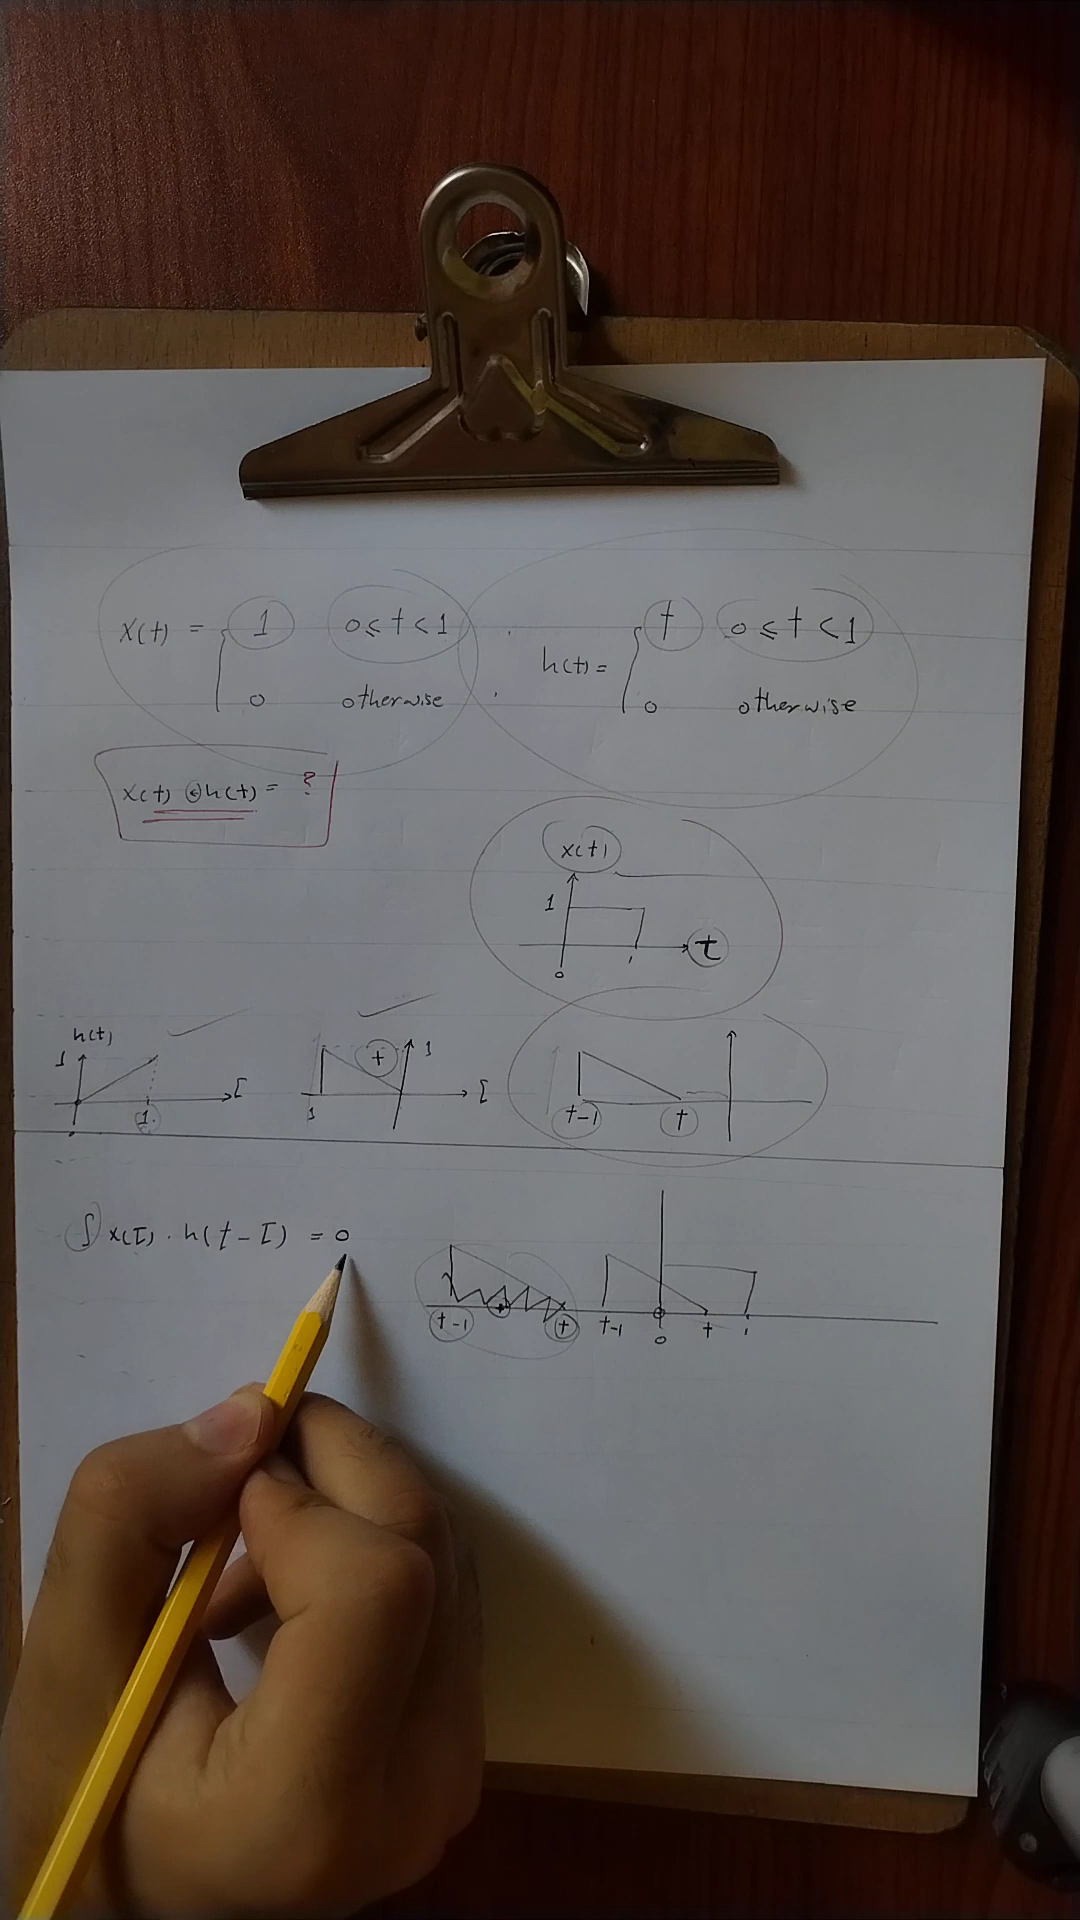 x(t) = { 1 0 ≤ t < 1
0 otherwise
h(t) = { t 0 ≤ t < 1
0 otherwise
x(t) * h(t) = ?
x(t)
1
0 1 τ
h(t)
1
1 τ
1
1 τ
t-1 t
∫ x(τ) . h(t - τ) = 0
t-1 t t-1 0 t 1